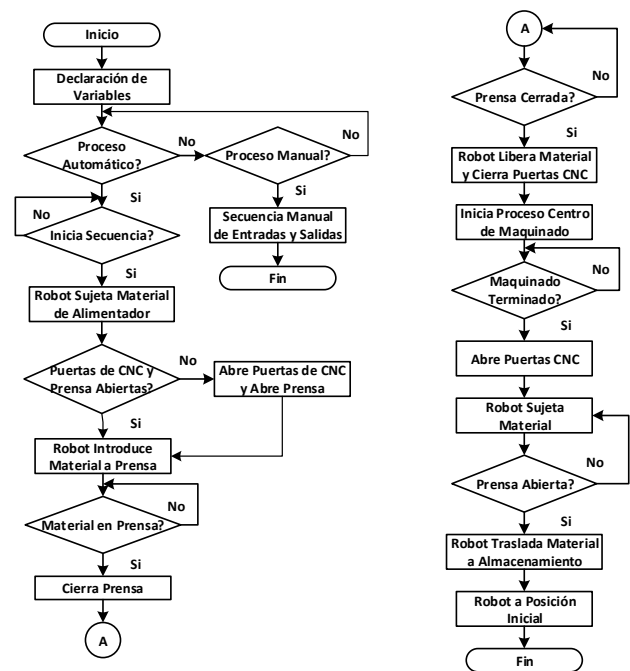 Inicio
Declaración de
Variables
Proceso
Automático?
No
Proceso Manual?
No
Si
Si
Secuencia Manual
de Entradas y Salidas
Fin
No
Inicia Secuencia?
Si
Robot Sujeta Material
de Alimentador
Puertas de CNC y
Prensa Abiertas?
No
Abre Puertas de CNC
y Abre Prensa
Si
Robot Introduce
Material a Prensa
No
Material en Prensa?
Si
Cierra Prensa
A
A
No
Prensa Cerrada?
Si
Robot Libera Material
y Cierra Puertas CNC
Inicia Proceso Centro
de Maquinado
No
Maquinado
Terminado?
Si
Abre Puertas CNC
Robot Sujeta
Material
No
Prensa Abierta?
Si
Robot Traslada Material
a Almacenamiento
Robot a Posición
Inicial
Fin